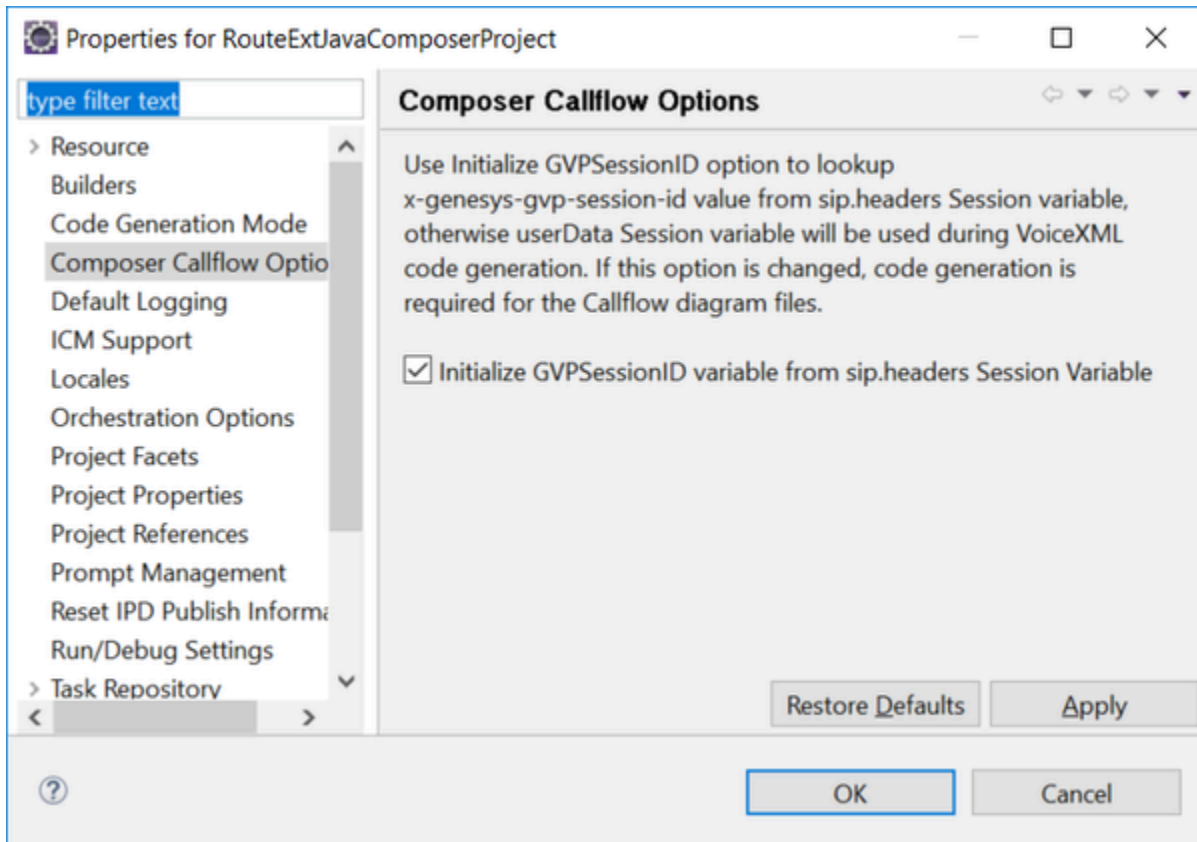 Properties for RouteExtJavaComposerProject
type filter text
Resource
Builders
Code Generation Mode
Composer Callflow Optio
Default Logging
ICM Support
Locales
Orchestration Options
Project Facets
Project Properties
Project References
Prompt Management
Reset IPD Publish Informa
Run/Debug Settings
Task Repository
Composer Callflow Options
Use Initialize GVPSessionID option to lookup
x-genesys-gvp-session-id value from sip.headers Session variable,
otherwise userData Session variable will be used during VoiceXML
code generation. If this option is changed, code generation is
required for the Callflow diagram files.
Initialize GVPSessionID variable from sip.headers Session Variable
Restore Defaults
Apply
?
OK
Cancel